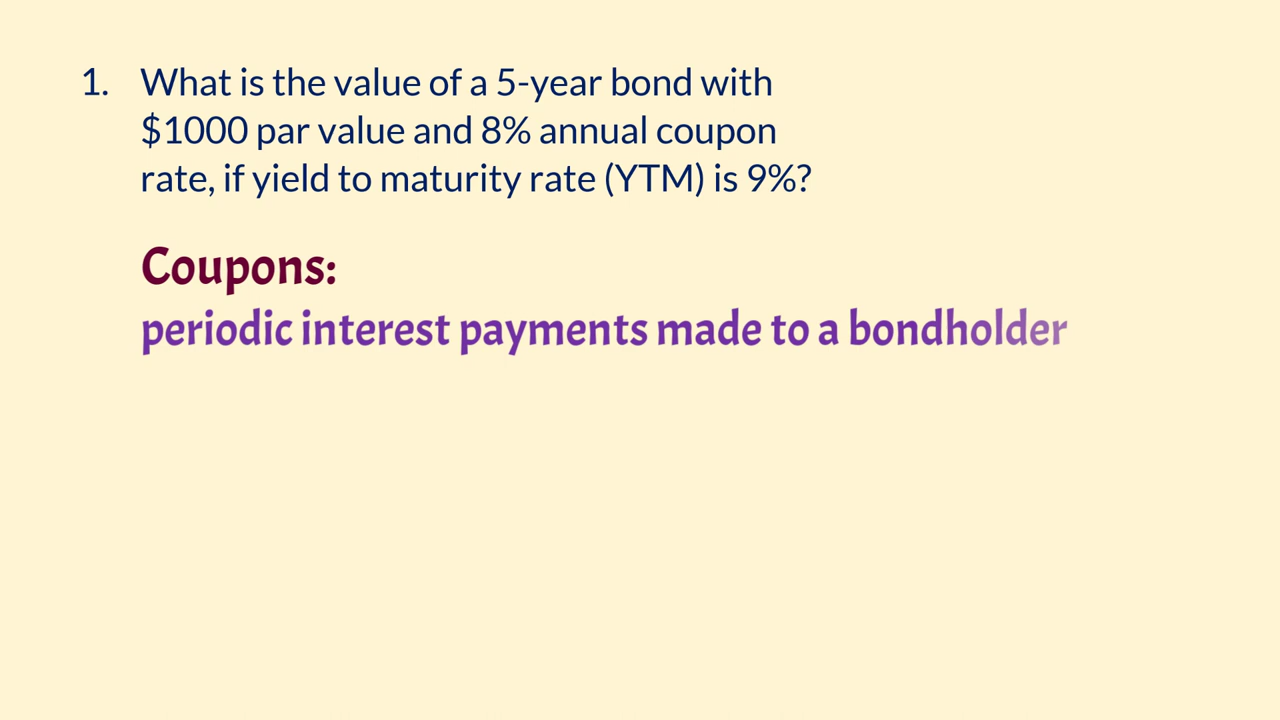 1. What is the value of a 5-year bond with
$1000 par value and 8% annual coupon
rate, if yield to maturity rate (YTM) is 9%?
Coupons:
periodic interest payments made to a bondholder